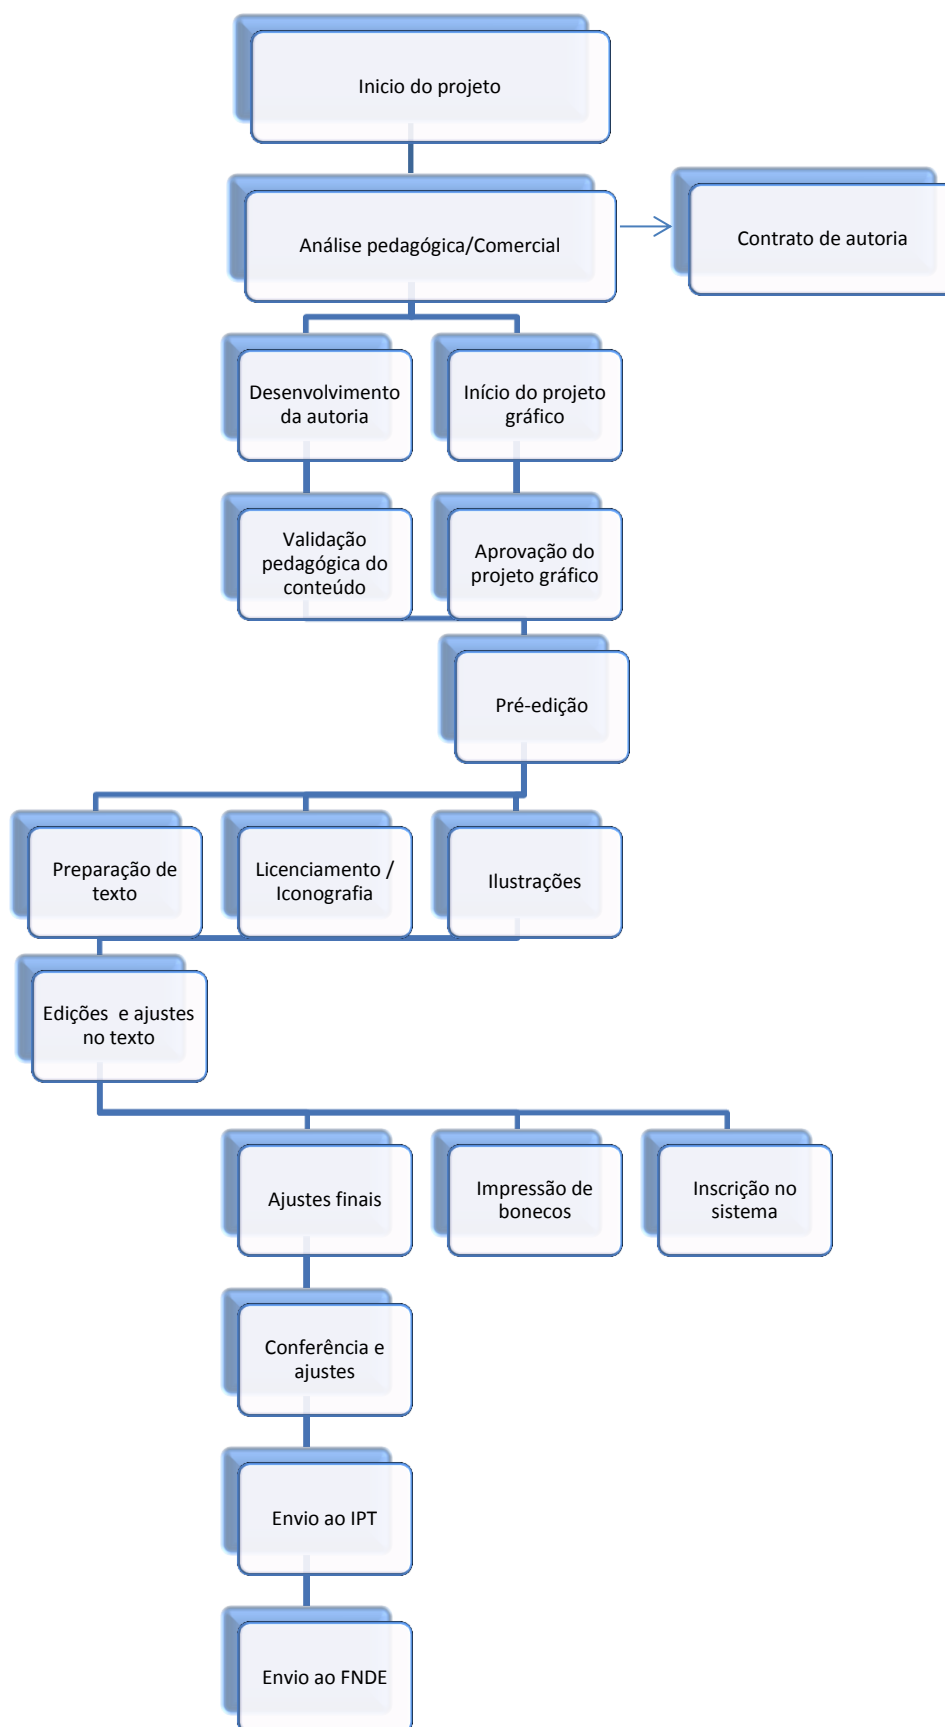 Inicio do projeto
Análise pedagógica/Comercial
Contrato de autoria
Desenvolvimento
da autoria
Início do projeto
gráfico
Validação
pedagógica do
conteúdo
Aprovação do
projeto gráfico
Pré-edição
Preparação de
texto
Licenciamento /
Iconografia
Ilustrações
Edições  e ajustes
no texto
Ajustes finais
Impressão de
bonecos
Inscrição no
sistema
Conferência e
ajustes
Envio ao IPT
Envio ao FNDE